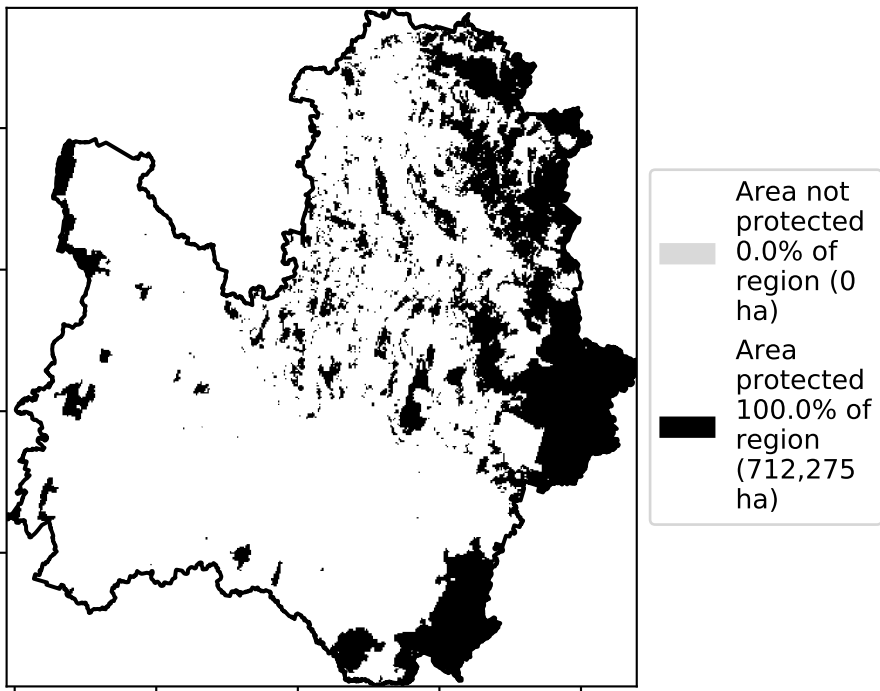 Area not
protected
0.0% of
region (0
ha)
Area
protected
100.0% of
region
(712,275
ha)